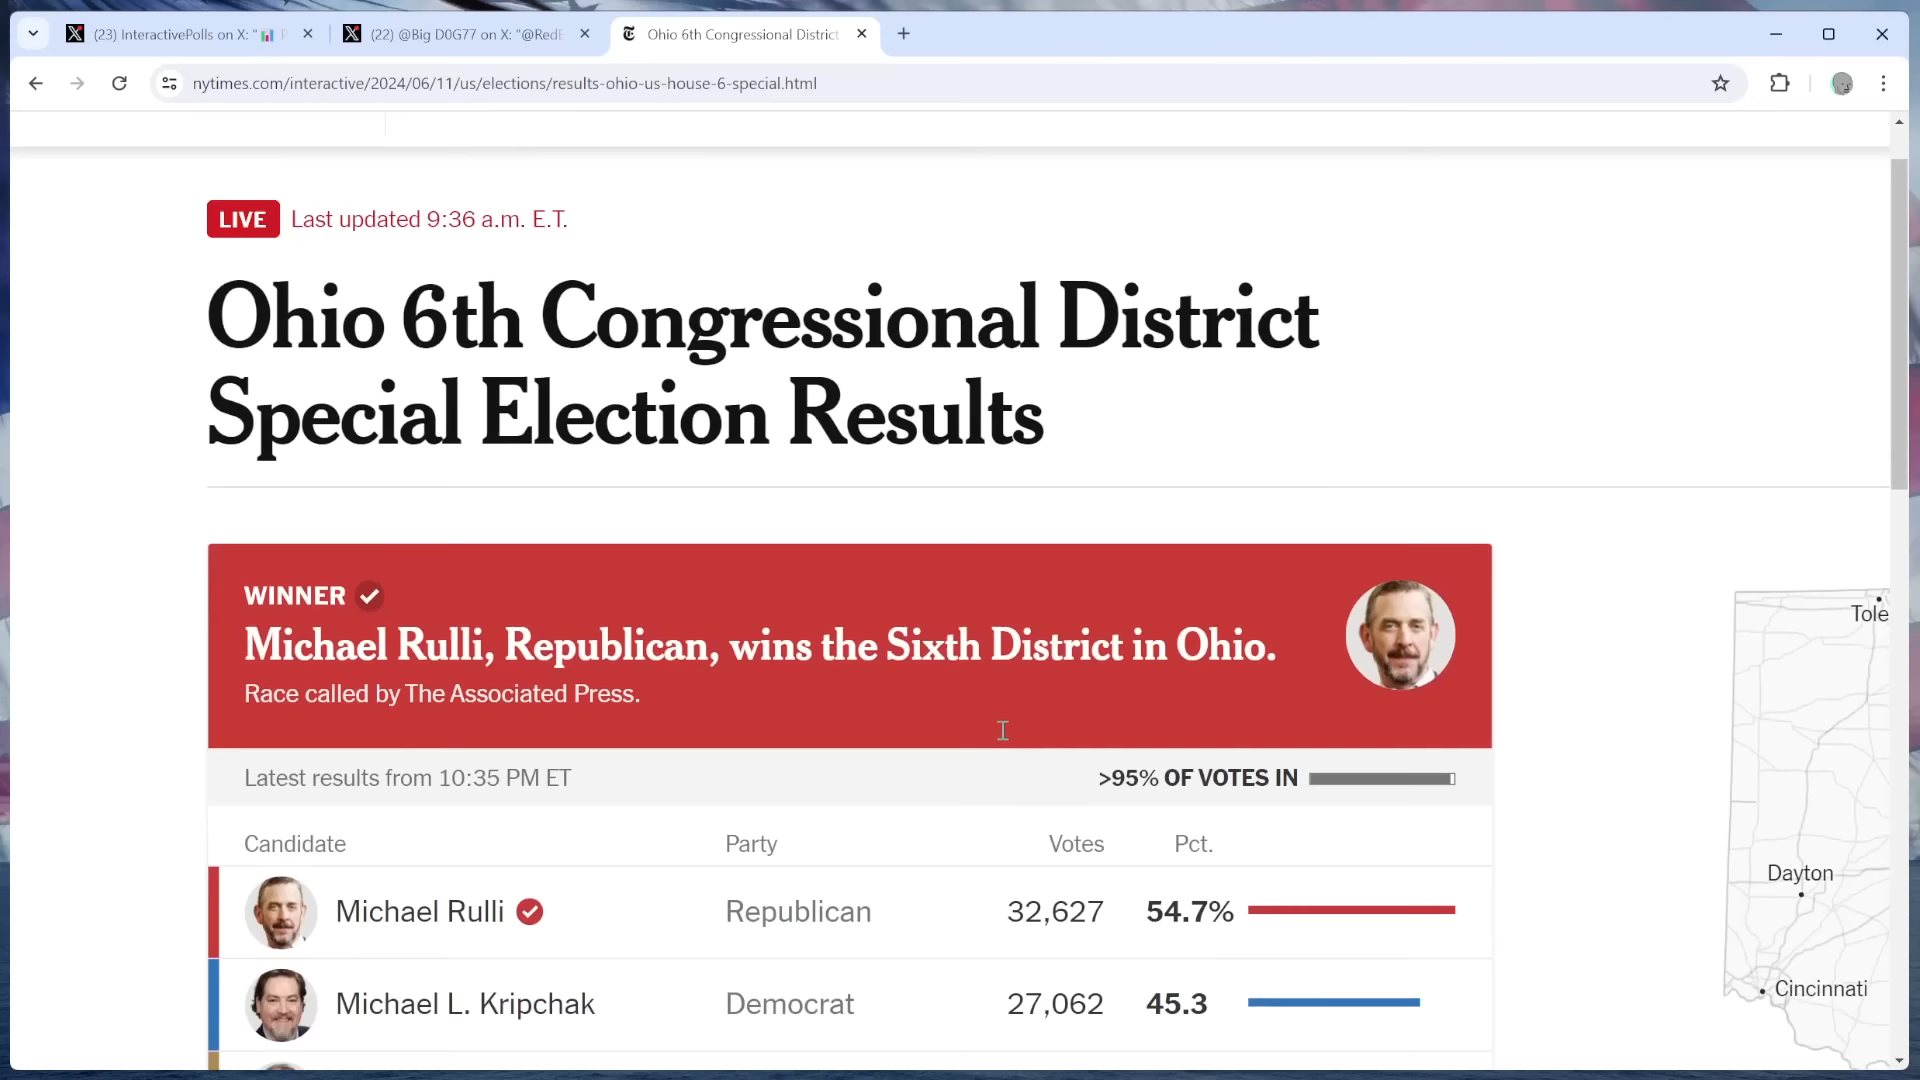 (23) InteractivePolls on X: "
(22) @Big D0G77 on X: "@Red
Ohio 6th Congressional District
nytimes.com/interactive/2024/06/11/us/elections/results-ohio-us-house-6-special.html
LIVE Last updated 9:36 a.m. E.T.
Ohio 6th Congressional District
Special Election Results
WINNER
Michael Rulli, Republican, wins the Sixth District in Ohio.
Race called by The Associated Press.
Latest results from 10:35 PM ET >95% OF VOTES IN
Candidate Party Votes Pct.
Michael Rulli Republican 32,627 54.7%
Michael L. Kripchak Democrat 27,062 45.3
Tole
Dayton
Cincinnati